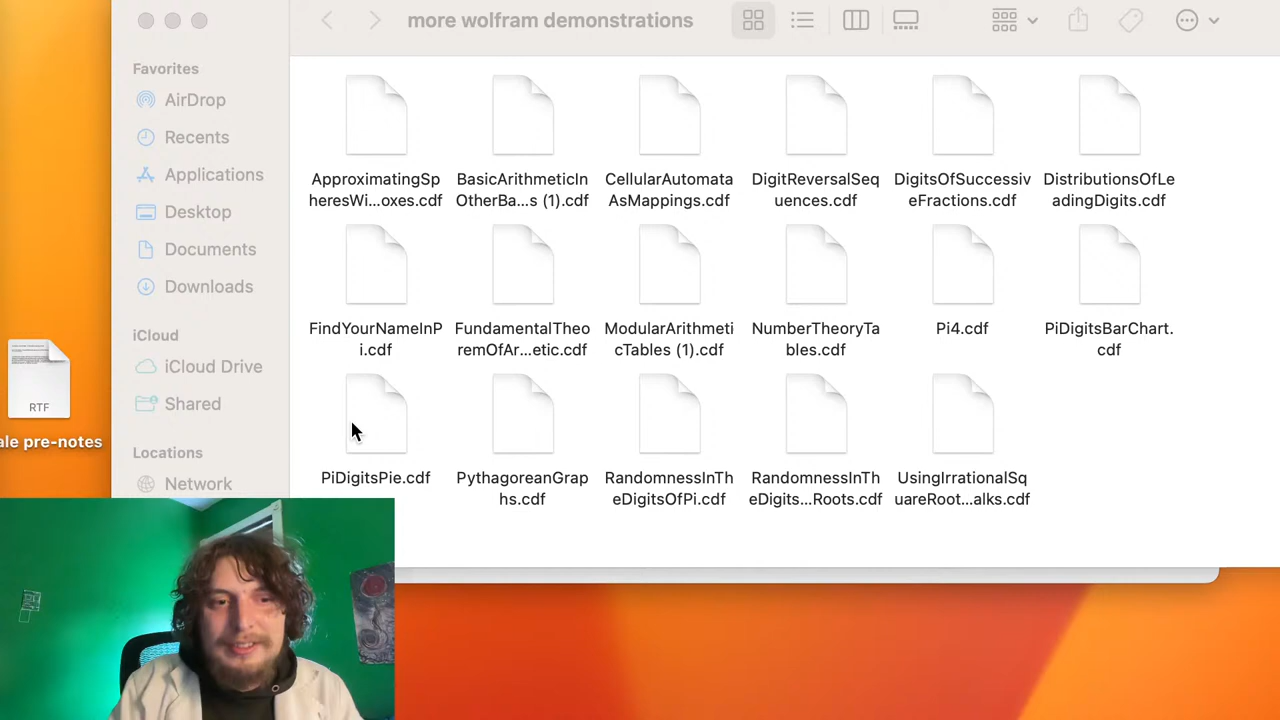 more wolfram demonstrations
Favorites
AirDrop
Recents
Applications
Desktop
Documents
Downloads
iCloud
iCloud Drive
Shared
Locations
Network
ApproximatingSp
heresWi...oxes.cdf
BasicArithmeticIn
OtherBa...s (1).cdf
CellularAutomata
AsMappings.cdf
DigitReversalSeq
uences.cdf
DigitsOfSuccessiv
eFractions.cdf
DistributionsOfLe
adingDigits.cdf
FindYourNameInP
i.cdf
FundamentalTheo
remOfAr...etic.cdf
ModularArithmeti
cTables (1).cdf
NumberTheoryTa
bles.cdf
Pi4.cdf
PiDigitsBarChart.
cdf
PiDigitsPie.cdf
PythagoreanGrap
hs.cdf
RandomnessInTh
eDigitsOfPi.cdf
RandomnessInTh
eDigits...Roots.cdf
UsingIrrationalSq
uareRoot...alks.cdf
RTF
ale pre-notes